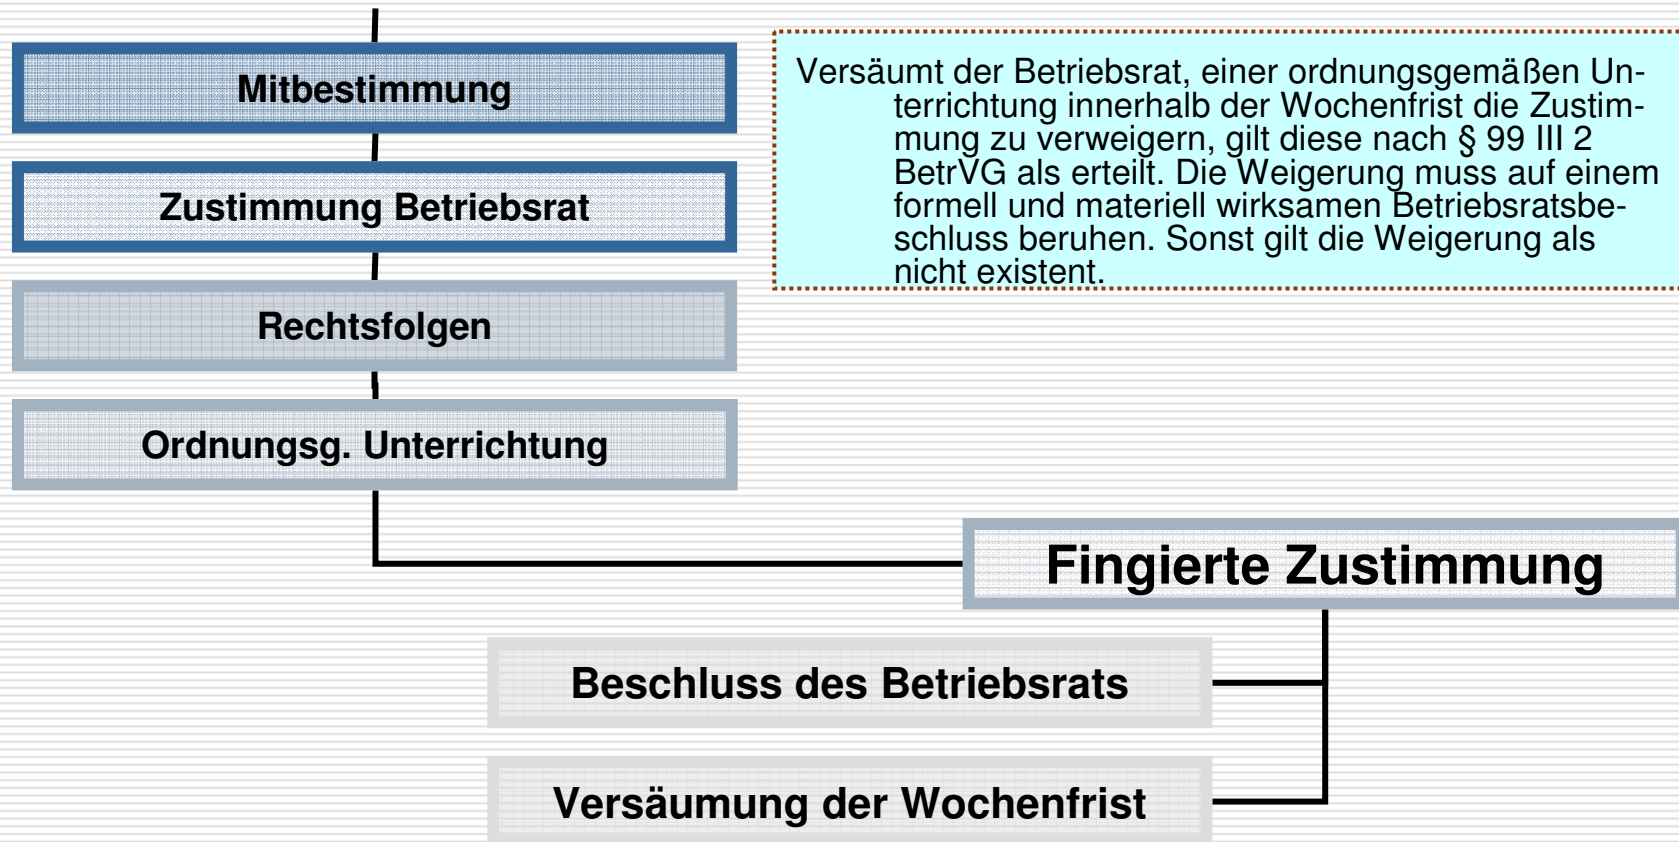 Mitbestimmung
Zustimmung Betriebsrat
Rechtsfolgen
Ordnungsg. Unterrichtung
Versäumt der Betriebsrat, einer ordnungsgemäßen Un-
terrichtung innerhalb der Wochenfrist die Zustim-
mung zu verweigern, gilt diese nach § 99 III 2
BetrVG als erteilt. Die Weigerung muss auf einem
formell und materiell wirksamen Betriebsratsbe-
schluss beruhen. Sonst gilt die Weigerung als
nicht existent.
Fingierte Zustimmung
Beschluss des Betriebsrats
Versäumung der Wochenfrist